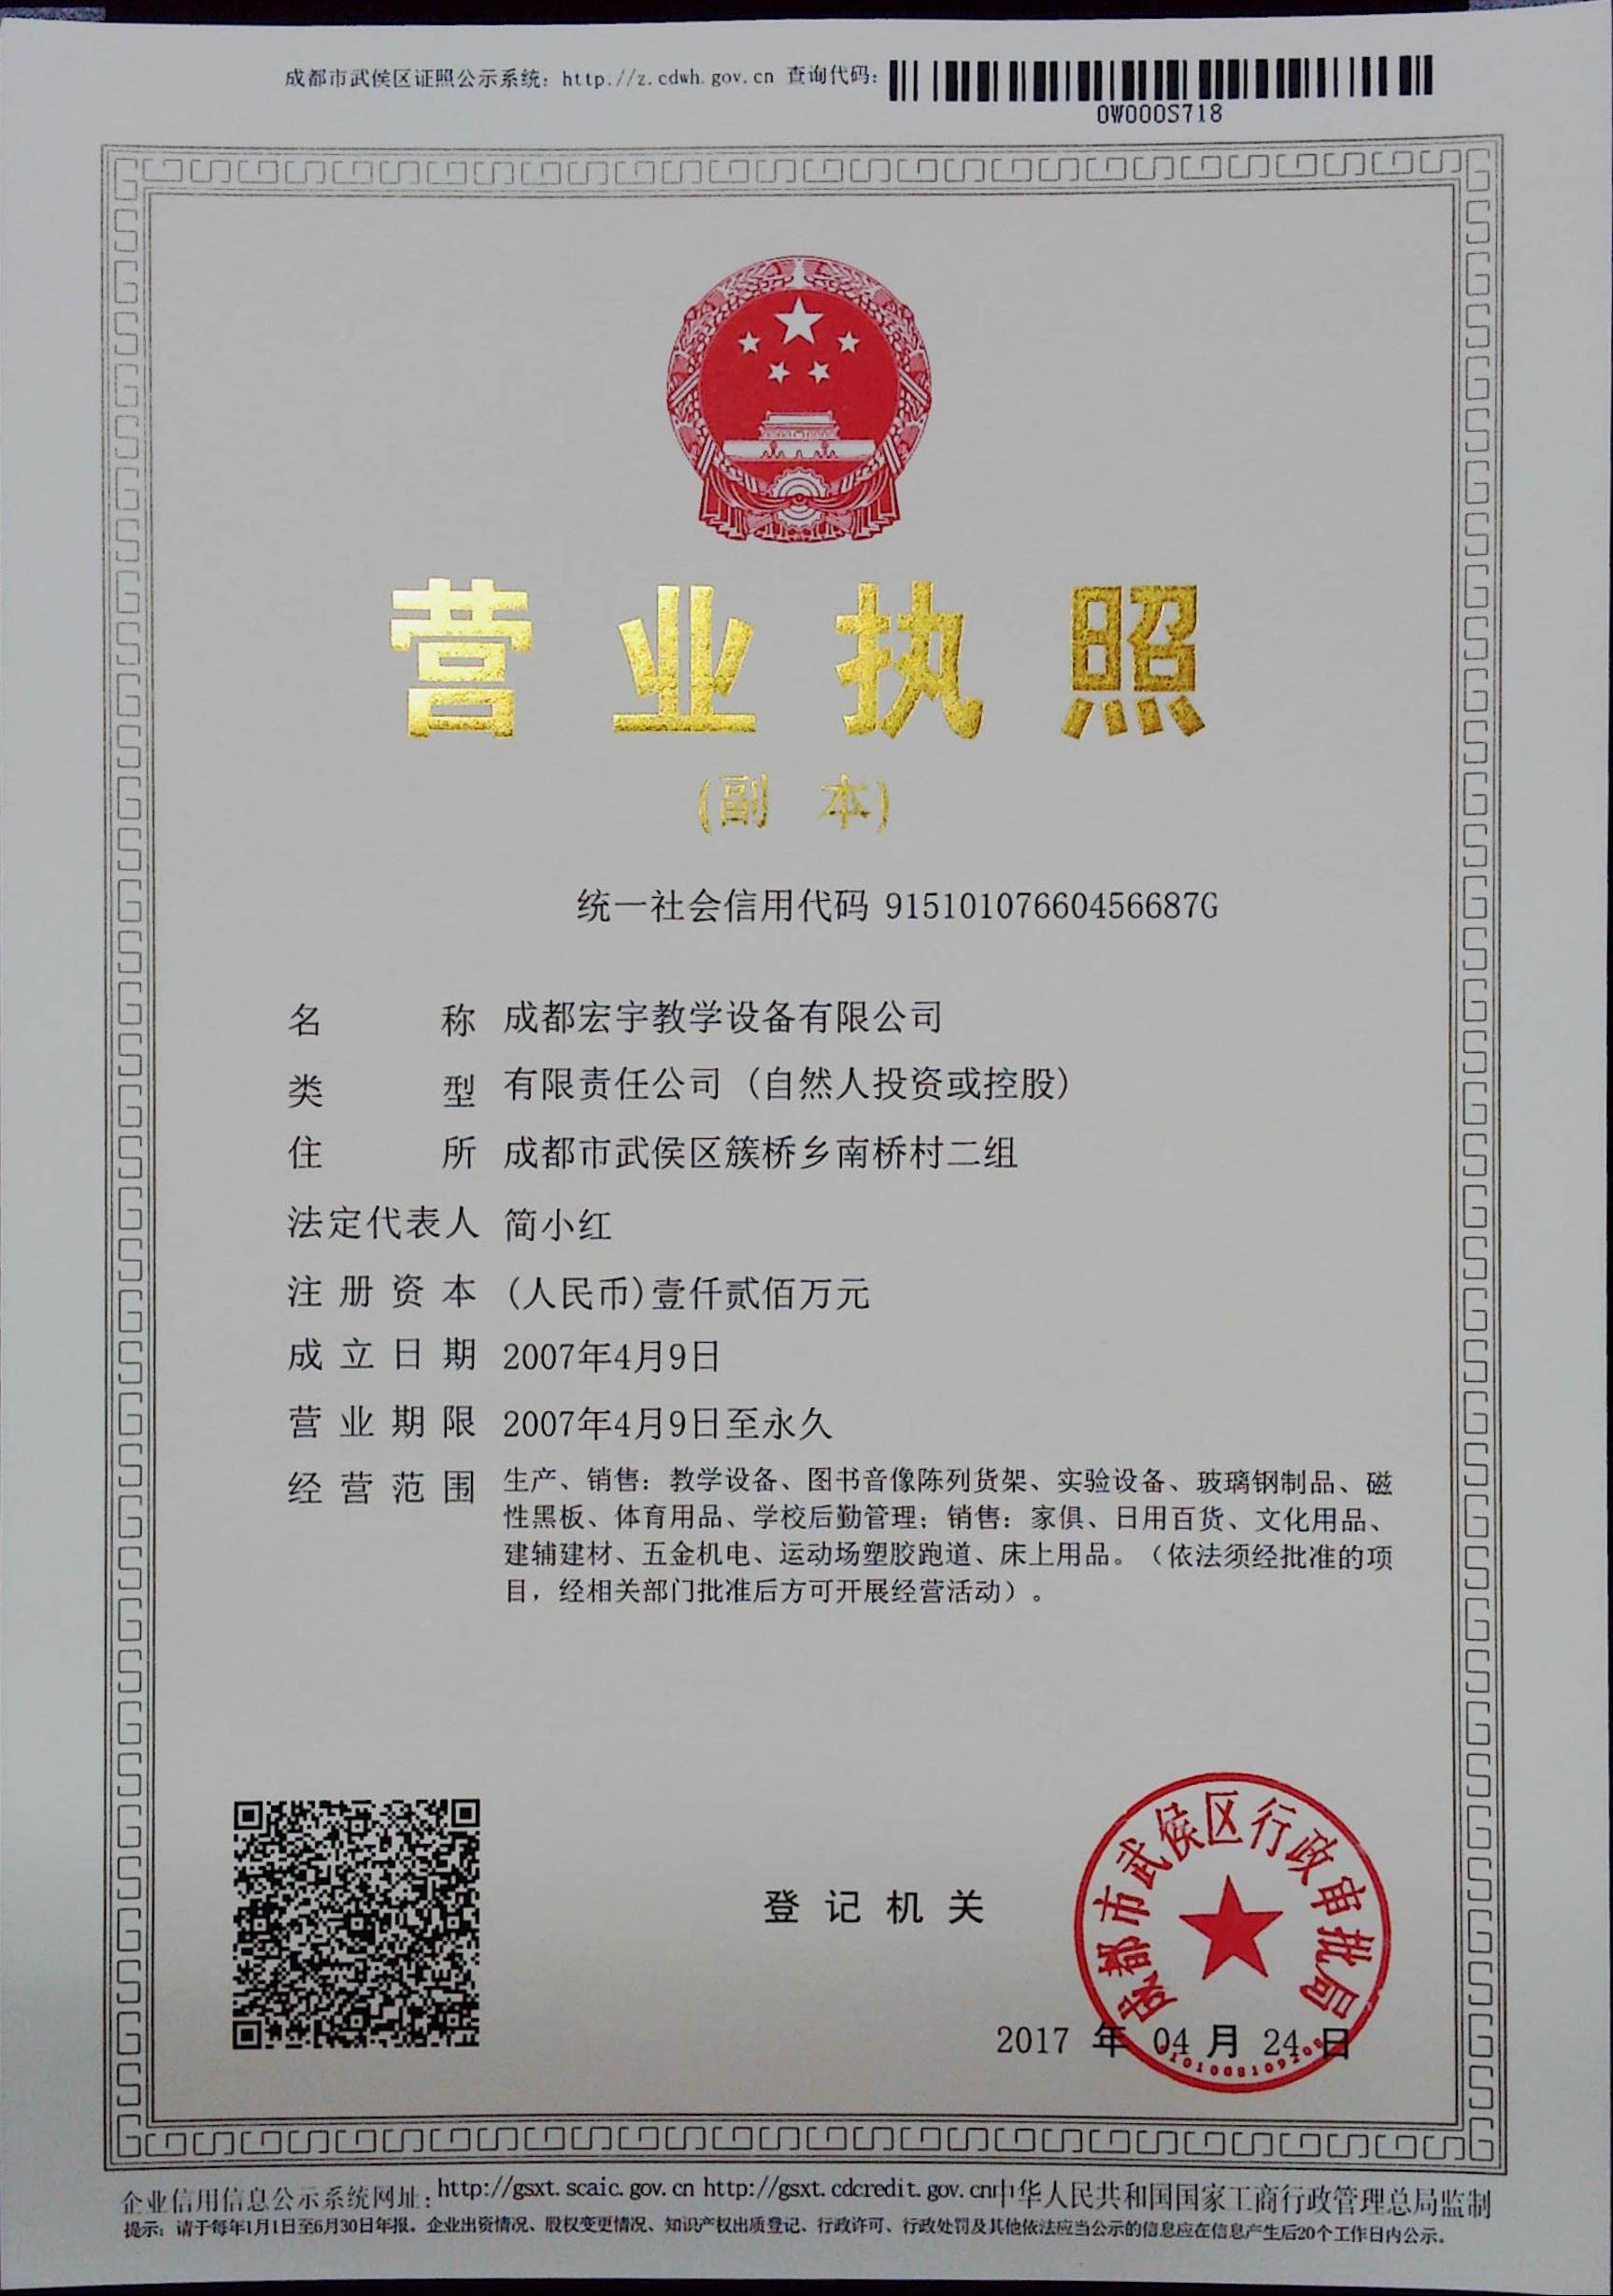 成都市武侯区证照公示系统: http://z.cdwh.gov.cn 查询代码:
0W000S718
营业执照
(副 本)
统一社会信用代码 91510107660456687G
名 称 成都宏宇教学设备有限公司
类 型 有限责任公司（自然人投资或控股）
住 所 成都市武侯区簇桥乡南桥村二组
法定代表人 简小红
注册资本 (人民币)壹仟贰佰万元
成立日期 2007年4月9日
营业期限 2007年4月9日至永久
经营范围 生产、销售：教学设备、图书音像陈列货架、实验设备、玻璃钢制品、磁
性黑板、体育用品、学校后勤管理；销售：家俱、日用百货、文化用品、
建辅建材、五金机电、运动场塑胶跑道、床上用品。（依法须经批准的项
目，经相关部门批准后方可开展经营活动）。
成都市武侯区行政审批局
登记机关
2017 年 04 月 24 日
企业信用信息公示系统网址: http://gsxt.scaic.gov.cn http://gsxt.cdcredit.gov.cn 中华人民共和国国家工商行政管理总局监制
提示: 请于每年1月1日至6月30日年报。企业出资情况、股权变更情况、知识产权出质登记、行政许可、行政处罚及其他依法应当公示的信息应在信息产生后20个工作日内公示。